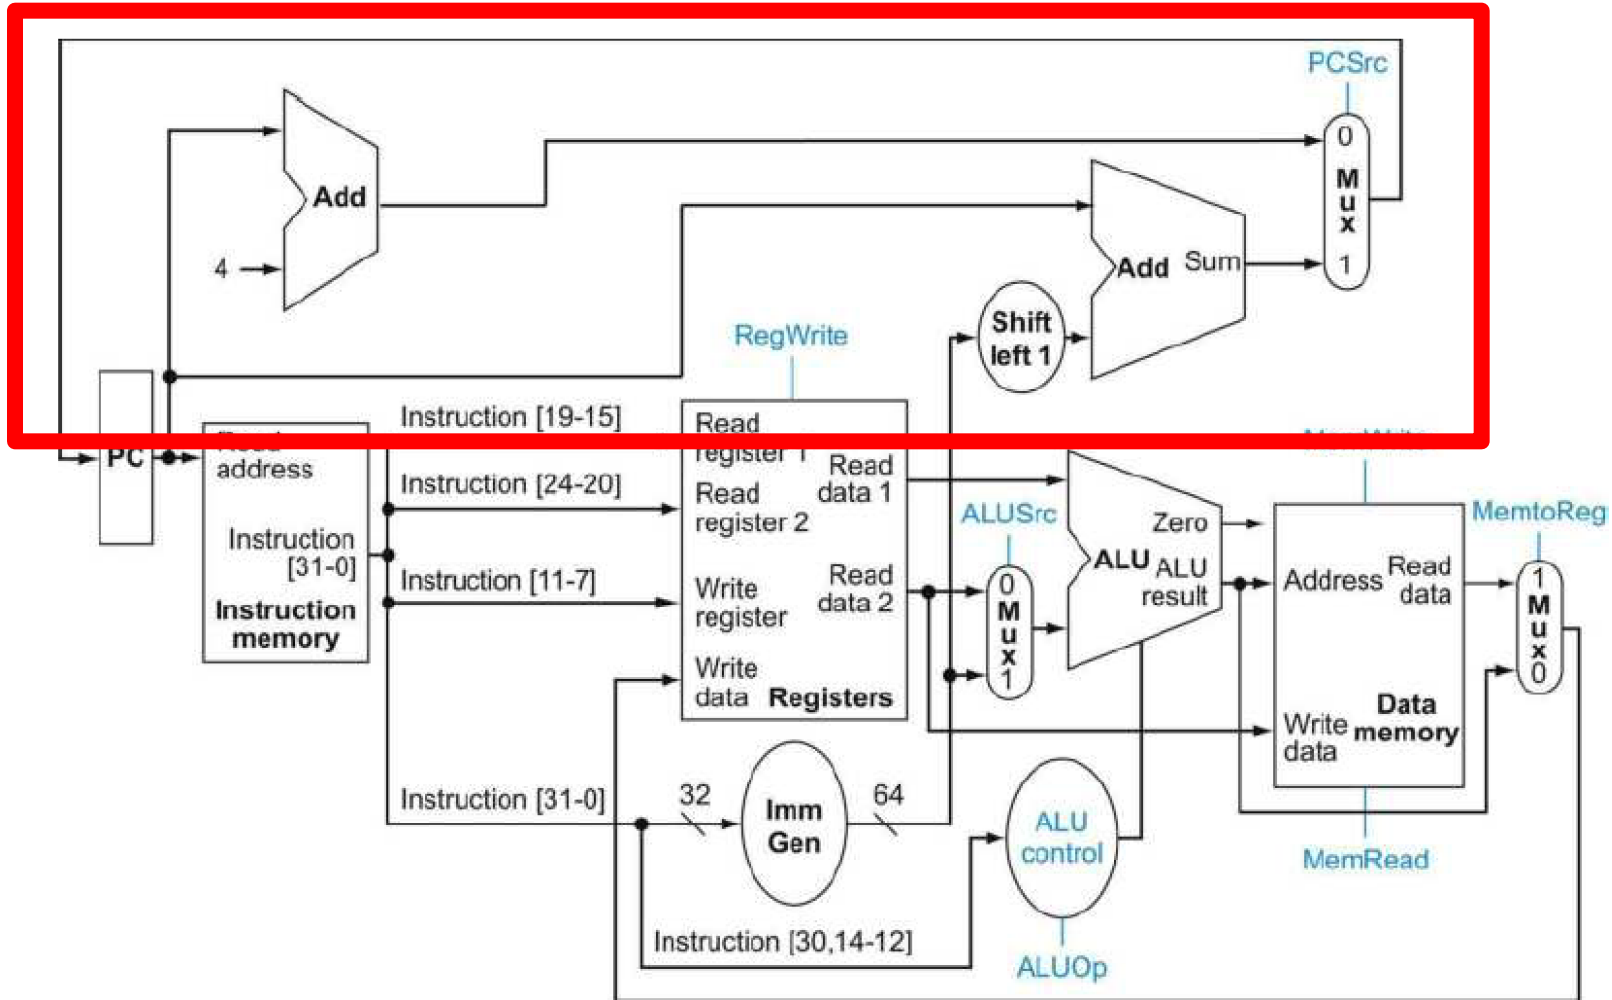 PCSrc
0
Mux
1
Add
4
Add Sum
Shift
left 1
RegWrite
PC
address
Instruction
[31-0]
Instruction
memory
Instruction [19-15]
Instruction [24-20]
Instruction [11-7]
Instruction [31-0]
Read
register 1
Read
register 2
Write
register
Write
data
Registers
Read
data 1
Read
data 2
ALUSrc
0
Mux
1
ALU
Zero
ALU
result
Address
Read
data
Write
data
Data
memory
MemtoReg
1
Mux
0
MemRead
32
Imm
Gen
64
ALU
control
Instruction [30,14-12]
ALUOp